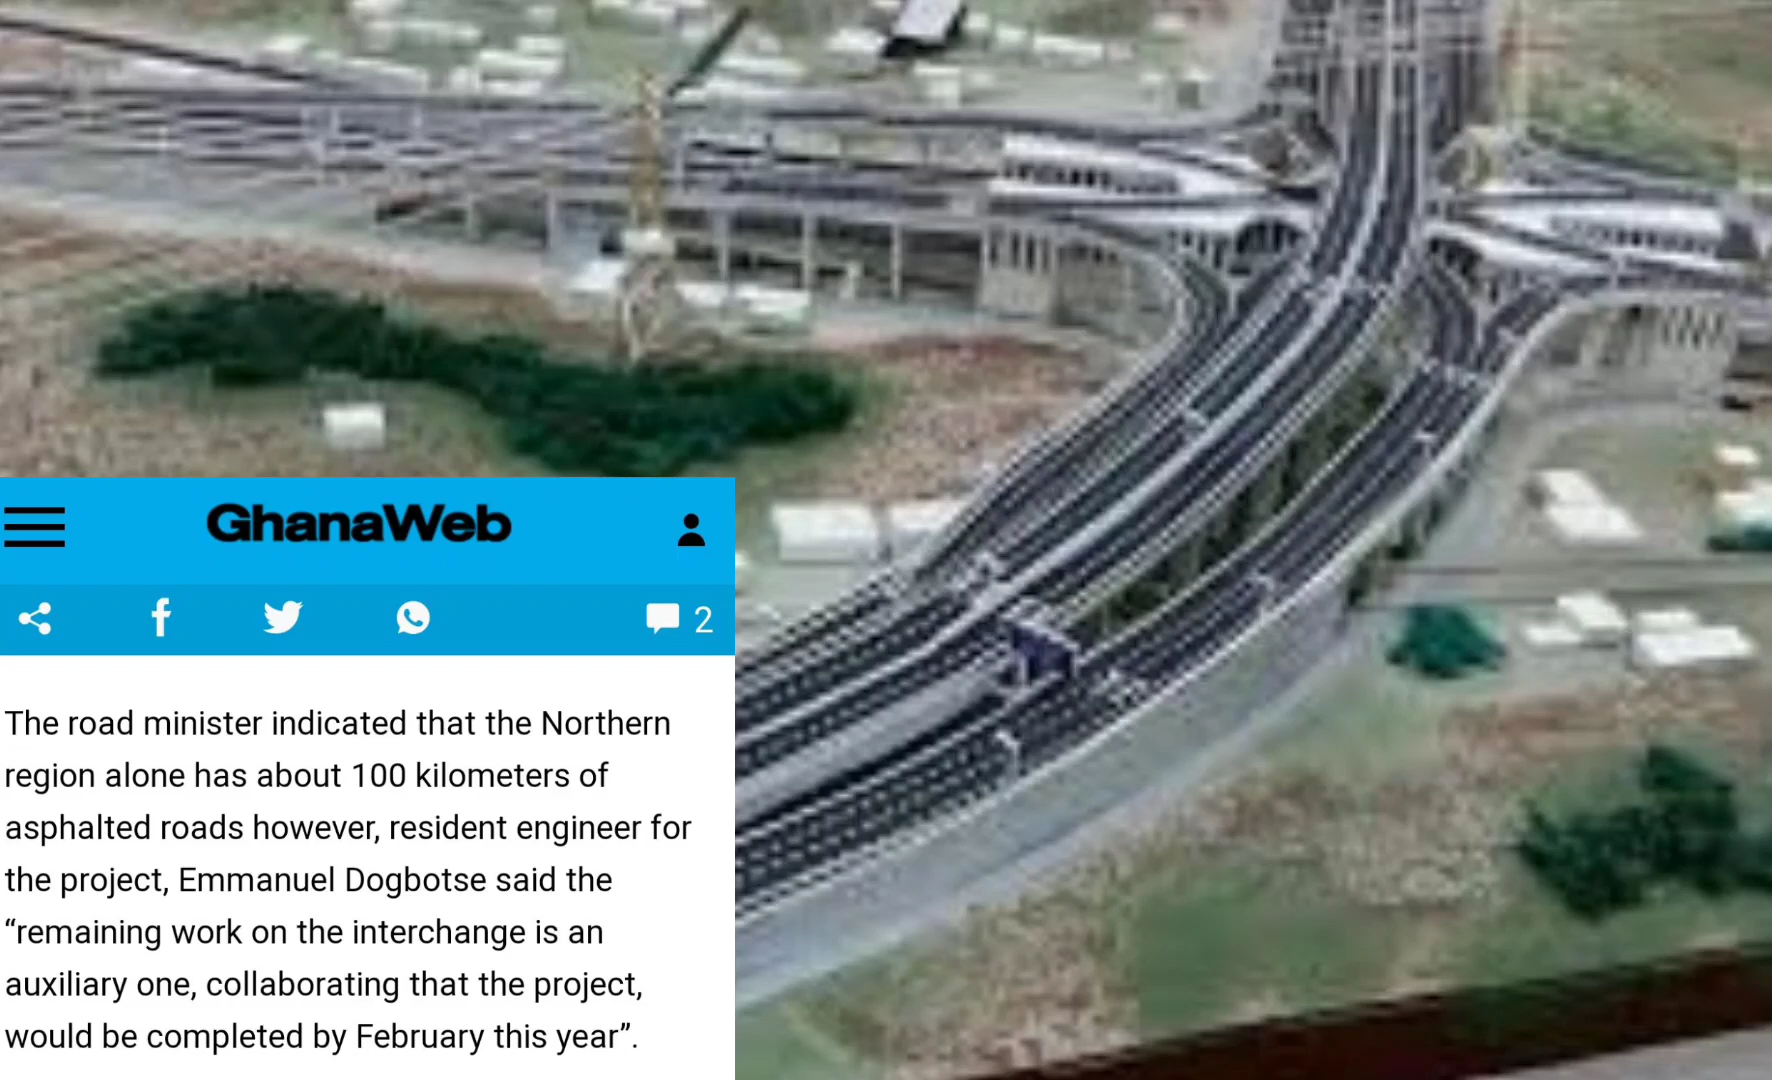 GhanaWeb
2
The road minister indicated that the Northern
region alone has about 100 kilometers of
asphalted roads however, resident engineer for
the project, Emmanuel Dogbotse said the
“remaining work on the interchange is an
auxiliary one, collaborating that the project,
would be completed by February this year”.